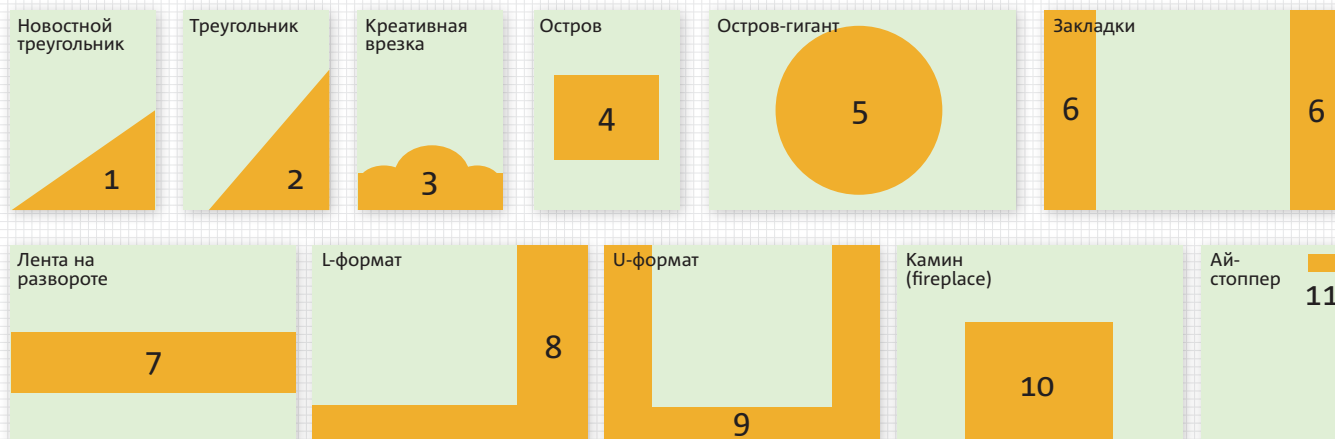 Новостной
треугольник
1
Треугольник
2
Креативная
врезка
3
Остров
4
Остров-гигант
5
Закладки
6
6
Лента на
развороте
7
L-формат
8
U-формат
9
Камин
(fireplace)
10
Ай-
стоппер
11